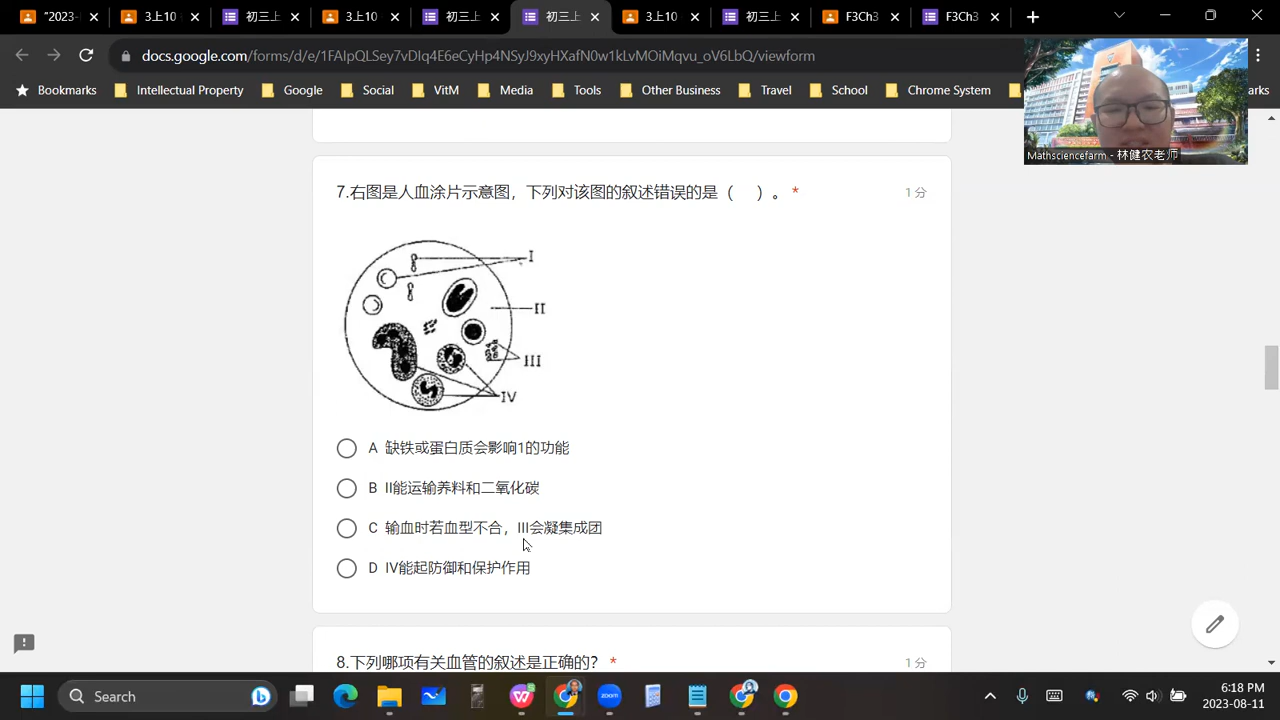 "2023-
3上10
初三上
3上10
初三上
初三上
3上10
初三上
F3Ch3
F3Ch3
Bookmarks
Intellectual Property
Google
Social
VitM
Media
Tools
Other Business
Travel
School
Chrome System
arks
Mathsciencefarm - 林健农老师
7.右图是人血涂片示意图，下列对该图的叙述错误的是（ ）。 *
1 分
I
II
III
IV
A 缺铁或蛋白质会影响1的功能
B II能运输养料和二氧化碳
C 输血时若血型不合，III会凝集成团
D IV能起防御和保护作用
8.下列哪项有关血管的叙述是正确的? *
1 分
Search
6:18 PM
2023-08-11